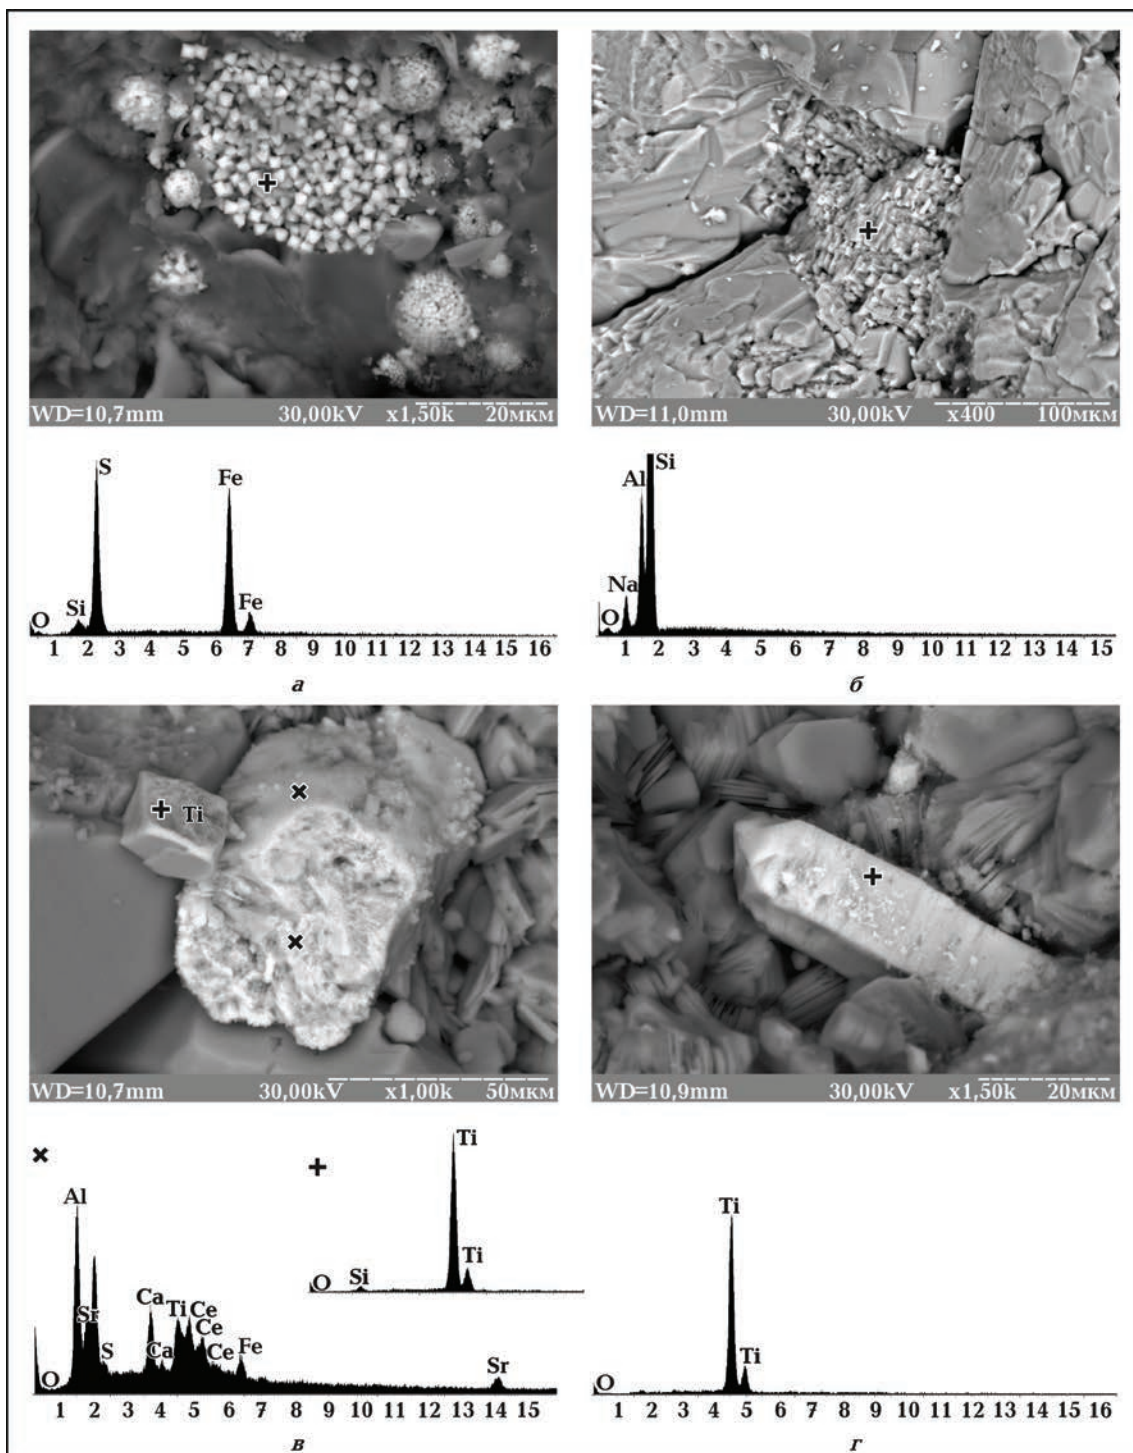 WD=10,7mm 30,00kV x1,50k 20мкм
WD=11,0mm 30,00kV x400 100мкм
S
Fe
Si
O
Fe
1 2 3 4 5 6 7 8 9 10 11 12 13 14 15 16
а
Al
Si
Na
O
1 2 3 4 5 6 7 8 9 10 11 12 13 14 15
б
Ti
WD=10,7mm 30,00kV x1,00k 50мкм
WD=10,9mm 30,00kV x1,50k 20мкм
Al
Sr
S
O
Ca
Ca
Ti
Ce
Ce
Ce
Fe
Sr
1 2 3 4 5 6 7 8 9 10 11 12 13 14 15
в
Ti
Ti
Si
O
Ti
Ti
O
1 2 3 4 5 6 7 8 9 10 11 12 13 14 15 16
г